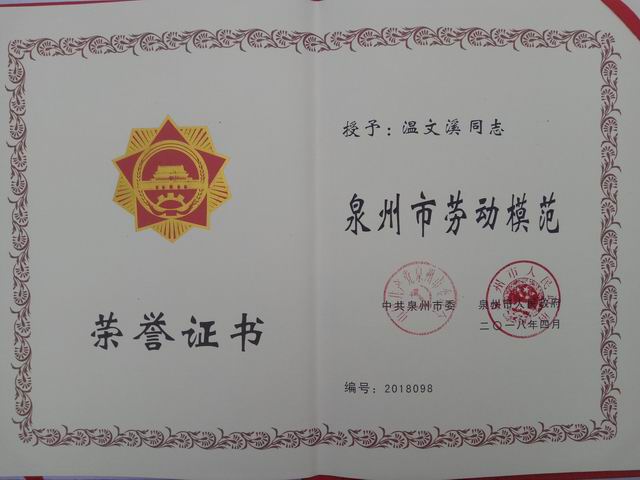 荣誉证书
授予：温文溪同志
泉州市劳动模范
中共泉州市委 泉州市人民政府
二〇一八年四月
编号：2018098